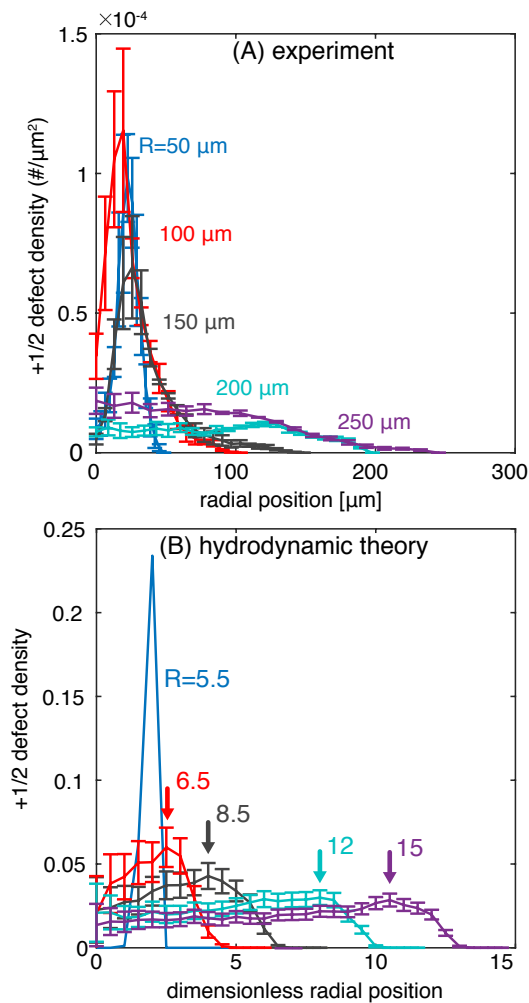 ×10⁻⁴
(A) experiment
1.5
1
0.5
0
+1/2 defect density (#/μm²)
R=50 μm
100 μm
150 μm
200 μm
250 μm
0
100
200
300
radial position [μm]
(B) hydrodynamic theory
0.25
0.20
0.15
0.10
0.05
0
+1/2 defect density
R=5.5
6.5
8.5
12
15
0
5
10
15
dimensionless radial position